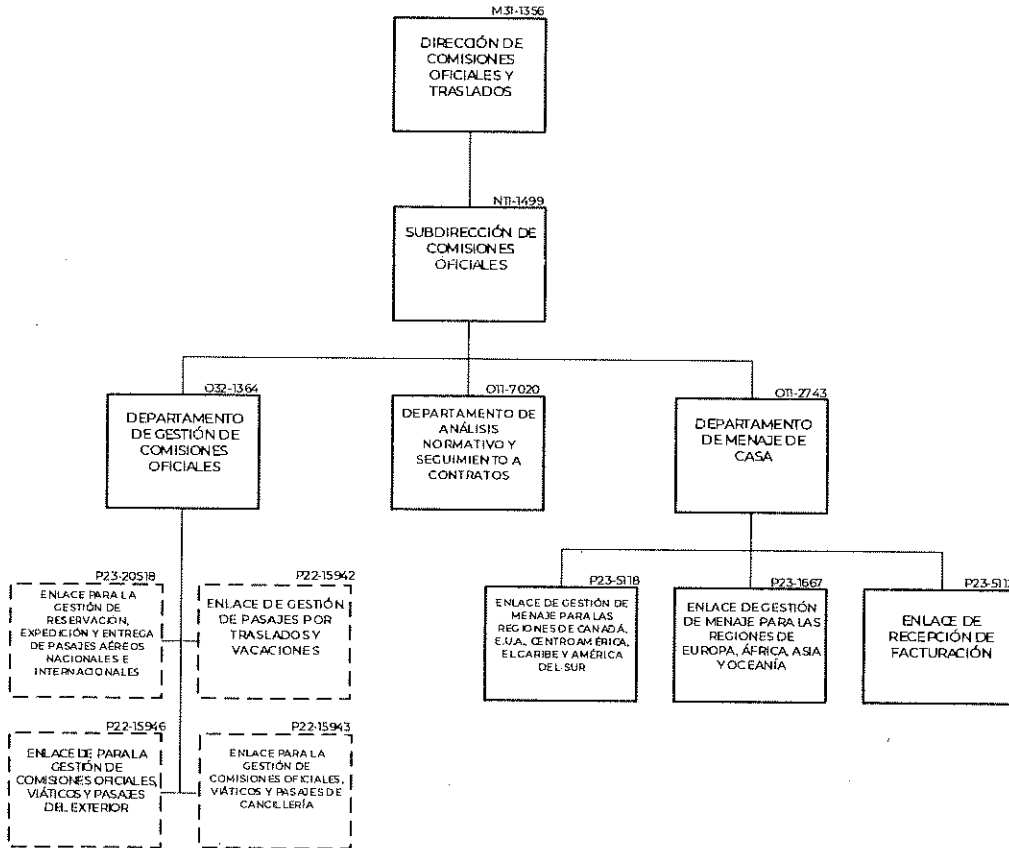 M31-1356
DIRECCIÓN DE
COMISIONES
OFICIALES Y
TRASLADOS
N11-1499
SUBDIRECCIÓN DE
COMISIONES
OFICIALES
O32-1364
DEPARTAMENTO
DE GESTIÓN DE
COMISIONES
OFICIALES
O11-7020
DEPARTAMENTO DE
ANÁLISIS
NORMATIVO Y
SEGUIMIENTO A
CONTRATOS
O11-2743
DEPARTAMENTO
DE MENAJE DE
CASA
P23-20518
ENLACE PARA LA
GESTIÓN DE
RESERVACIÓN,
EXPEDICIÓN Y ENTREGA
DE PASAJES AÉREOS
NACIONALES E
INTERNACIONALES
P22-15942
ENLACE DE GESTIÓN
DE PASAJES POR
TRASLADOS Y
VACACIONES
P23-5118
ENLACE DE GESTIÓN DE
MENAJE PARA LAS
REGIONES DE CANADÁ,
E.U.A., CENTROAMÉRICA,
EL CARIBE Y AMÉRICA
DEL SUR
P23-1667
ENLACE DE GESTIÓN
DE MENAJE PARA LAS
REGIONES DE
EUROPA, ÁFRICA, ASIA
Y OCEANÍA
ENLACE DE
RECEPCIÓN DE
FACTURACIÓN
P22-15946
ENLACE DE PARA LA
GESTIÓN DE
COMISIONES OFICIALES,
VIÁTICOS Y PASAJES
DEL EXTERIOR
P22-15943
ENLACE PARA LA
GESTIÓN DE
COMISIONES OFICIALES,
VIÁTICOS Y PASAJES DE
CANCILLERÍA